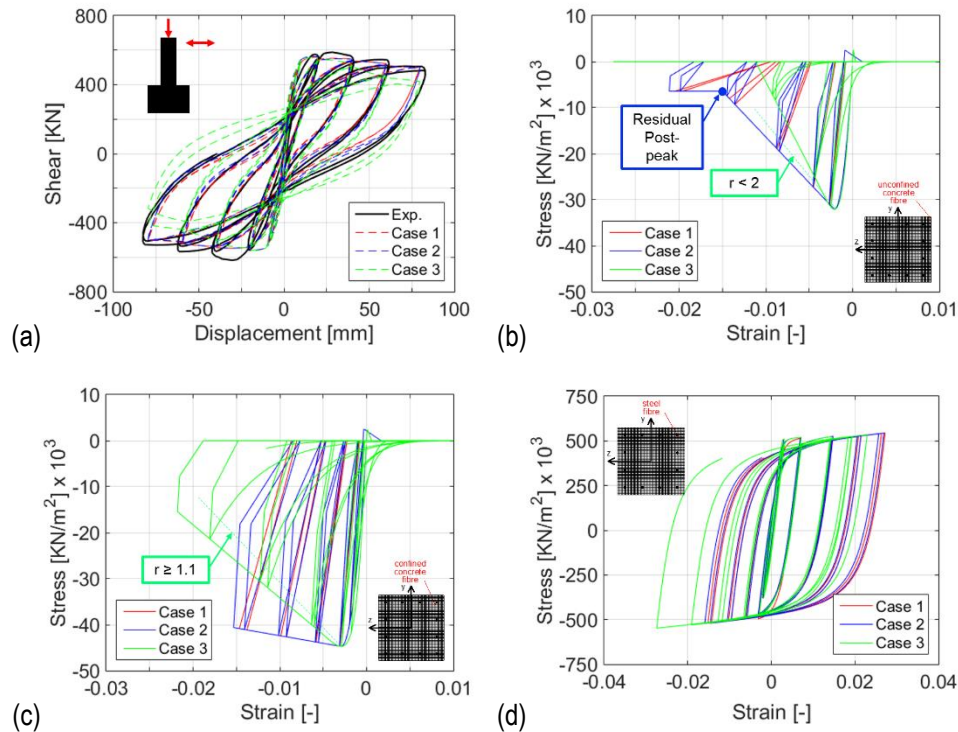 800
400
0
-400
-800
Shear [KN]
-100
-50
0
50
100
Displacement [mm]
Exp.
Case 1
Case 2
Case 3
(a)
10
0
-10
-20
-30
-40
50
Stress [KN/m²] x 10³
-0.03
-0.02
-0.01
0
0.01
Strain [-]
Residual
Post-
peak
r < 2
unconfined
concrete
fibre
y
z
Case 1
Case 2
Case 3
(b)
10
0
-10
-20
-30
-40
50
Stress [KN/m²] x 10³
-0.03
-0.02
-0.01
0
0.01
Strain [-]
r ≥ 1.1
confined
concrete
fibre
y
z
Case 1
Case 2
Case 3
(c)
750
500
250
0
-250
-500
-750
Stress [KN/m²] x 10³
-0.04
-0.02
0
0.02
0.04
Strain [-]
steel
fibre
y
z
Case 1
Case 2
Case 3
(d)